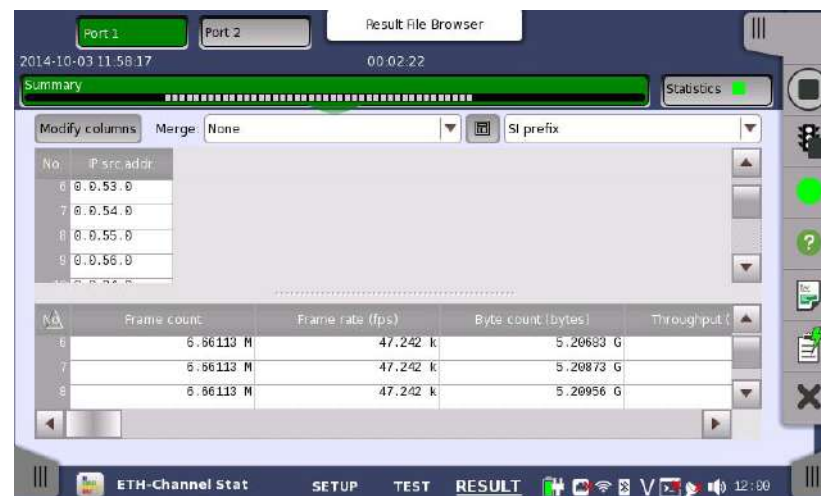 Port 1 Port 2 Result File Browser
2014-10-03 11:58:17 00:02:22
Summary Statistics
Modify columns Merge: None SI prefix
No. IP src.addr.
6 0.0.53.0
7 0.0.54.0
8 0.0.55.0
9 0.0.56.0
No. Frame count Frame rate (fps) Byte count [bytes] Throughput (
6 6.66113 M 47.242 k 5.20683 G
7 6.66113 M 47.242 k 5.20873 G
8 6.66113 M 47.242 k 5.20956 G
ETH-Channel Stat SETUP TEST RESULT 12:00